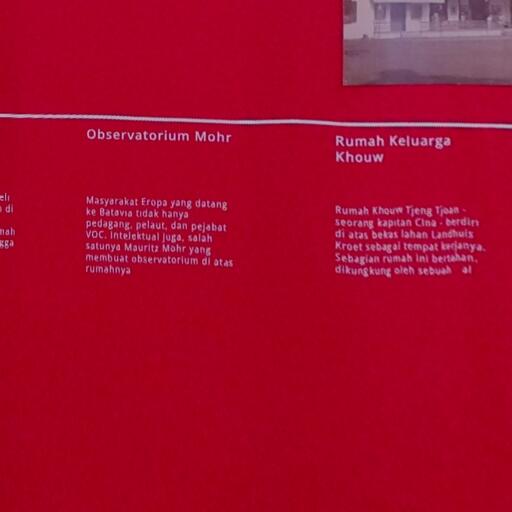 Observatorium Mohr
Masyarakat Eropa yang datang
ke Batavia tidak hanya
pedagang, pelaut, dan pejabat
VOC. Intelektual juga, salah
satunya Mauritz Mohr yang
membuat observatorium di atas
rumahnya
Rumah Keluarga
Khouw
Rumah Khouw Tjeng Tjoan -
seorang kapitan Cina - berdiri
di atas bekas lahan Landhuis
Kroet sebagai tempat kerjanya.
Sebagian rumah ini bertahan,
dikungkung oleh sebuah